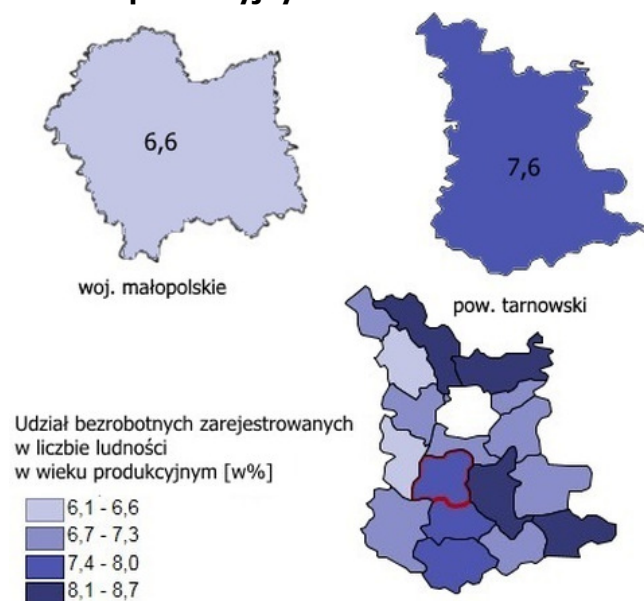 6,6
7,6
woj. małopolskie
pow. tarnowski
Udział bezrobotnych zarejestrowanych
w liczbie ludności
w wieku produkcyjnym [w%]
6,1 - 6,6
6,7 - 7,3
7,4 - 8,0
8,1 - 8,7